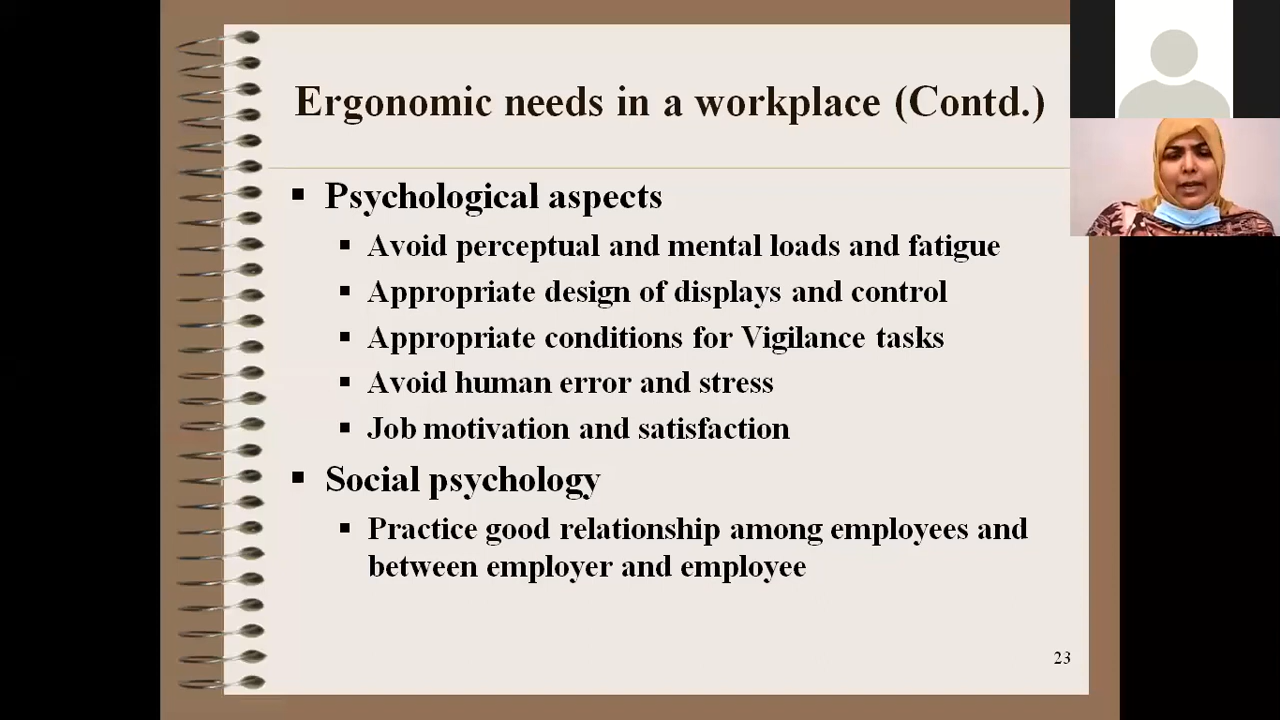 Ergonomic needs in a workplace (Contd.)
▪ Psychological aspects
▪ Avoid perceptual and mental loads and fatigue
▪ Appropriate design of displays and control
▪ Appropriate conditions for Vigilance tasks
▪ Avoid human error and stress
▪ Job motivation and satisfaction
▪ Social psychology
▪ Practice good relationship among employees and
between employer and employee
23